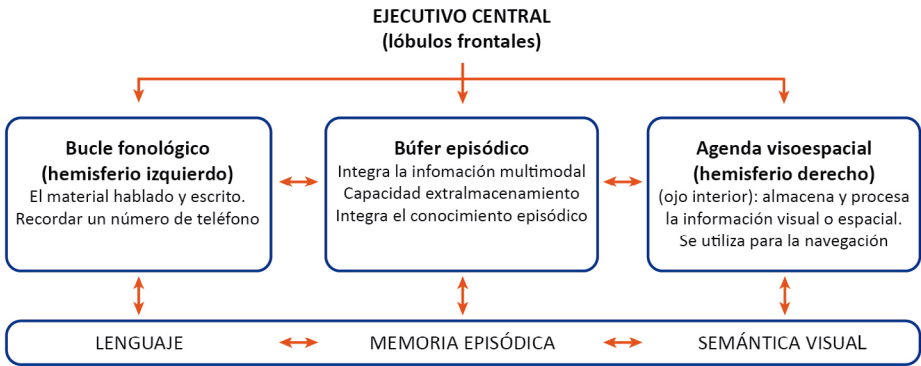 EJECUTIVO CENTRAL
(lóbulos frontales)
Bucle fonológico
(hemisferio izquierdo)
El material hablado y escrito.
Recordar un número de teléfono
Búfer episódico
Integra la infomación multimodal
Capacidad extralmacenamiento
Integra el conocimiento episódico
Agenda visoespacial
(hemisferio derecho)
(ojo interior): almacena y procesa
la información visual o espacial.
Se utiliza para la navegación
LENGUAJE
MEMORIA EPISÓDICA
SEMÁNTICA VISUAL